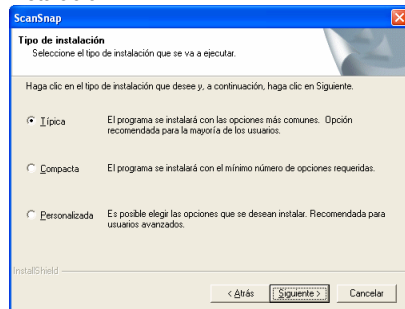 ScanSnap
Tipo de instalación
Seleccione el tipo de instalación que se va a ejecutar.
Haga clic en el tipo de instalación que desee y, a continuación, haga clic en Siguiente.
Típica
El programa se instalará con las opciones más comunes. Opción
recomendada para la mayoría de los usuarios.
Compacta
El programa se instalará con el mínimo número de opciones requeridas.
Personalizada
Es posible elegir las opciones que se desean instalar. Recomendada para
usuarios avanzados.
InstallShield
< Atrás
Siguiente >
Cancelar